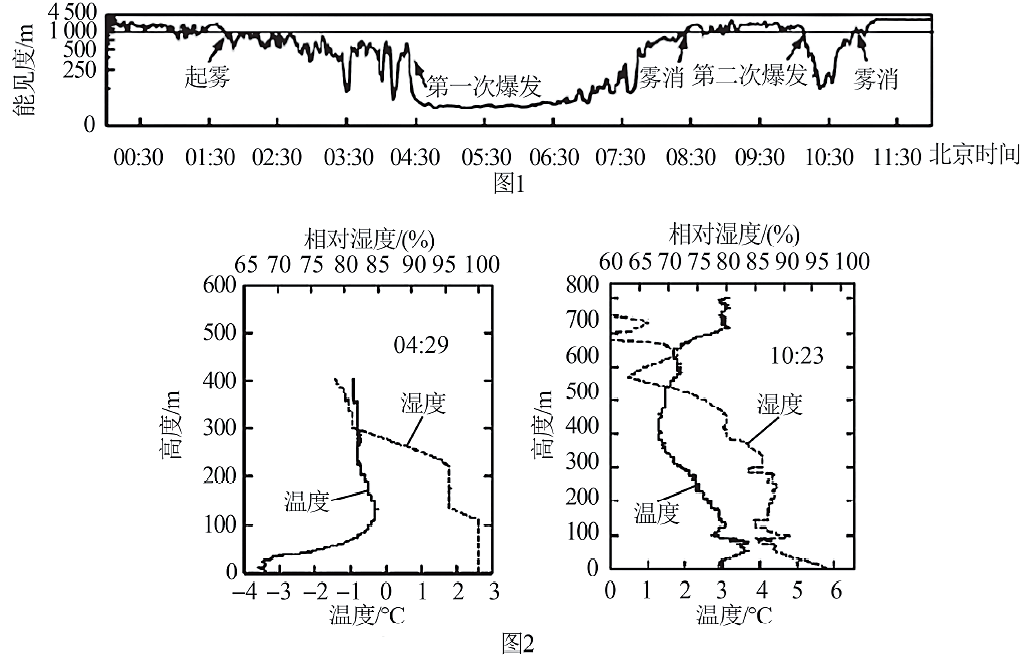 能见度/m
4 500
1 000
500
250
0
起雾
第一次爆发
雾消
第二次爆发
雾消
00:30 01:30 02:30 03:30 04:30 05:30 06:30 07:30 08:30 09:30 10:30 11:30 北京时间
图1
相对湿度/(%)
65 70 75 80 85 90 95 100
高度/m
600
500
400
300
200
100
0
04:29
湿度
温度
-4 -3 -2 -1 0 1 2 3
温度/℃
相对湿度/(%)
60 65 70 75 80 85 90 95 100
高度/m
800
700
600
500
400
300
200
100
0
10:23
湿度
温度
0 1 2 3 4 5 6
温度/℃
图2